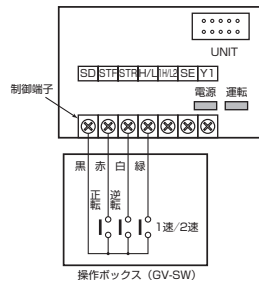 UNIT
SD STF STR H/L 1H/L2 SE Y1
電源 運転
制御端子
黒 赤 白 緑
正転 逆転
1速/2速
操作ボックス（GV-SW）